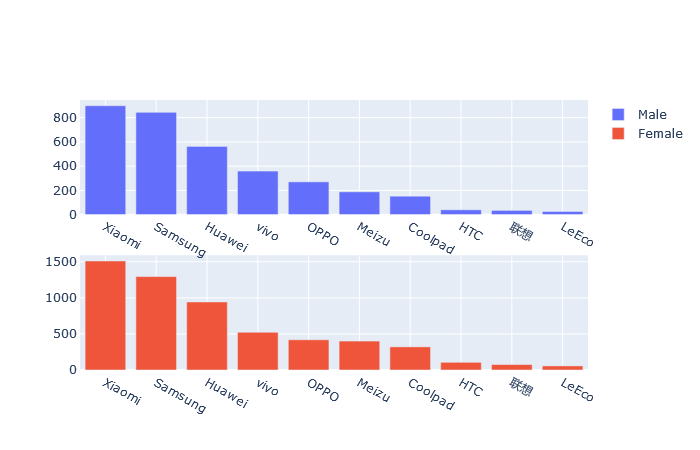 800
600
400
200
0
Xiaomi Samsung Huawei vivo OPPO Meizu Coolpad HTC 联想 LeEco
Male
Female
1500
1000
500
0
Xiaomi Samsung Huawei vivo OPPO Meizu Coolpad HTC 联想 LeEco